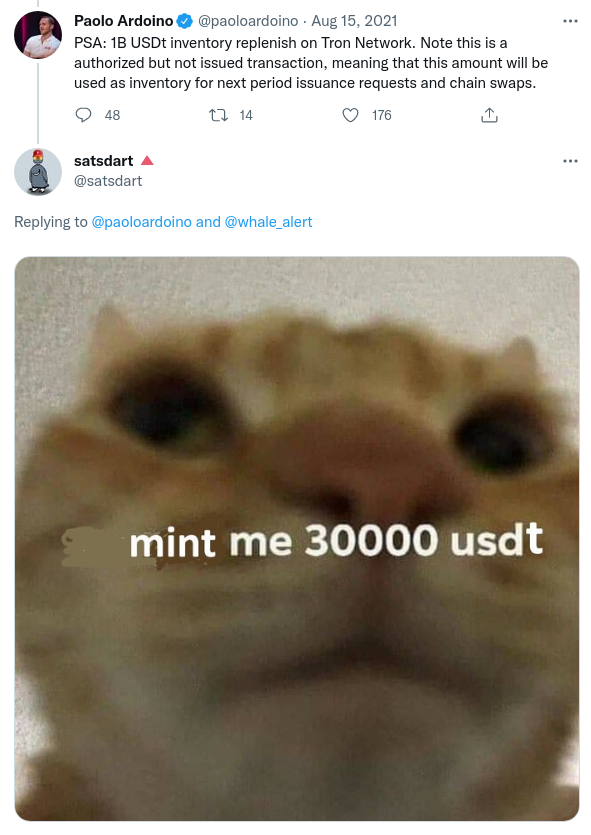 Paolo Ardoino @paoloardoino · Aug 15, 2021
PSA: 1B USDt inventory replenish on Tron Network. Note this is a
authorized but not issued transaction, meaning that this amount will be
used as inventory for next period issuance requests and chain swaps.
48 14 176
satsdart
@satsdart
Replying to @paoloardoino and @whale_alert
mint me 30000 usdt